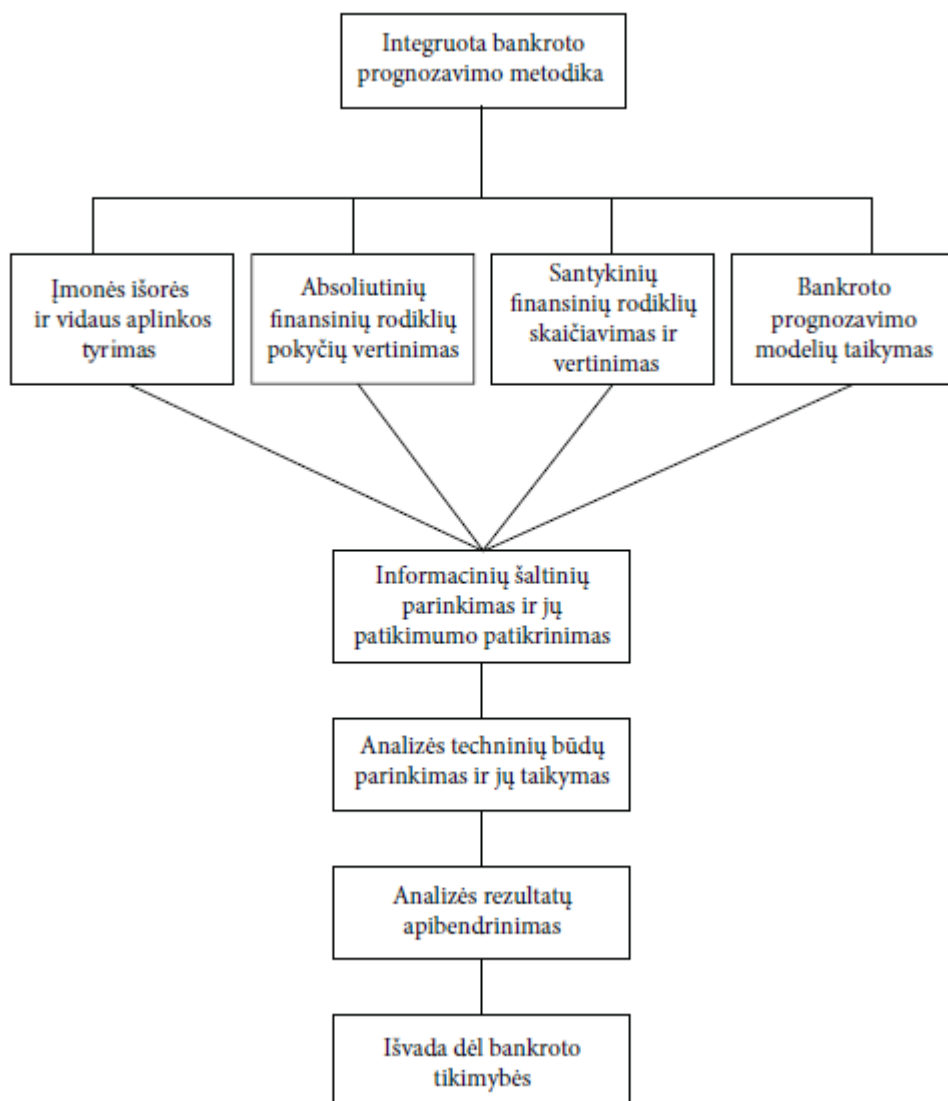 Integruota bankroto
prognozavimo metodika
Įmonės išorės
ir vidaus aplinkos
tyrimas
Absoliutinių
finansinių rodiklių
pokyčių vertinimas
Santykinių
finansinių rodiklių
skaičiavimas ir
vertinimas
Bankroto
prognozavimo
modelių taikymas
Informacinių šaltinių
parinkimas ir jų
patikimumo patikrinimas
Analizės techninių būdų
parinkimas ir jų taikymas
Analizės rezultatų
apibendrinimas
Išvada dėl bankroto
tikimybės